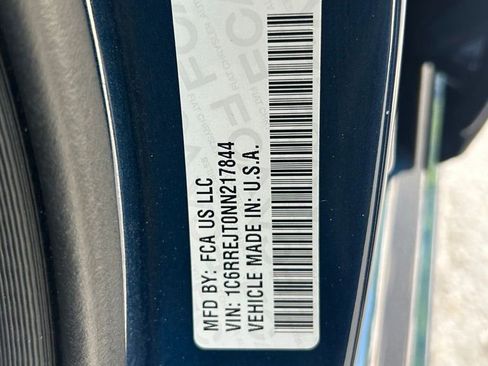 MFD BY: FCA US LLC
VIN: 1C6RREJT0NN217844
VEHICLE MADE IN: U.S.A.